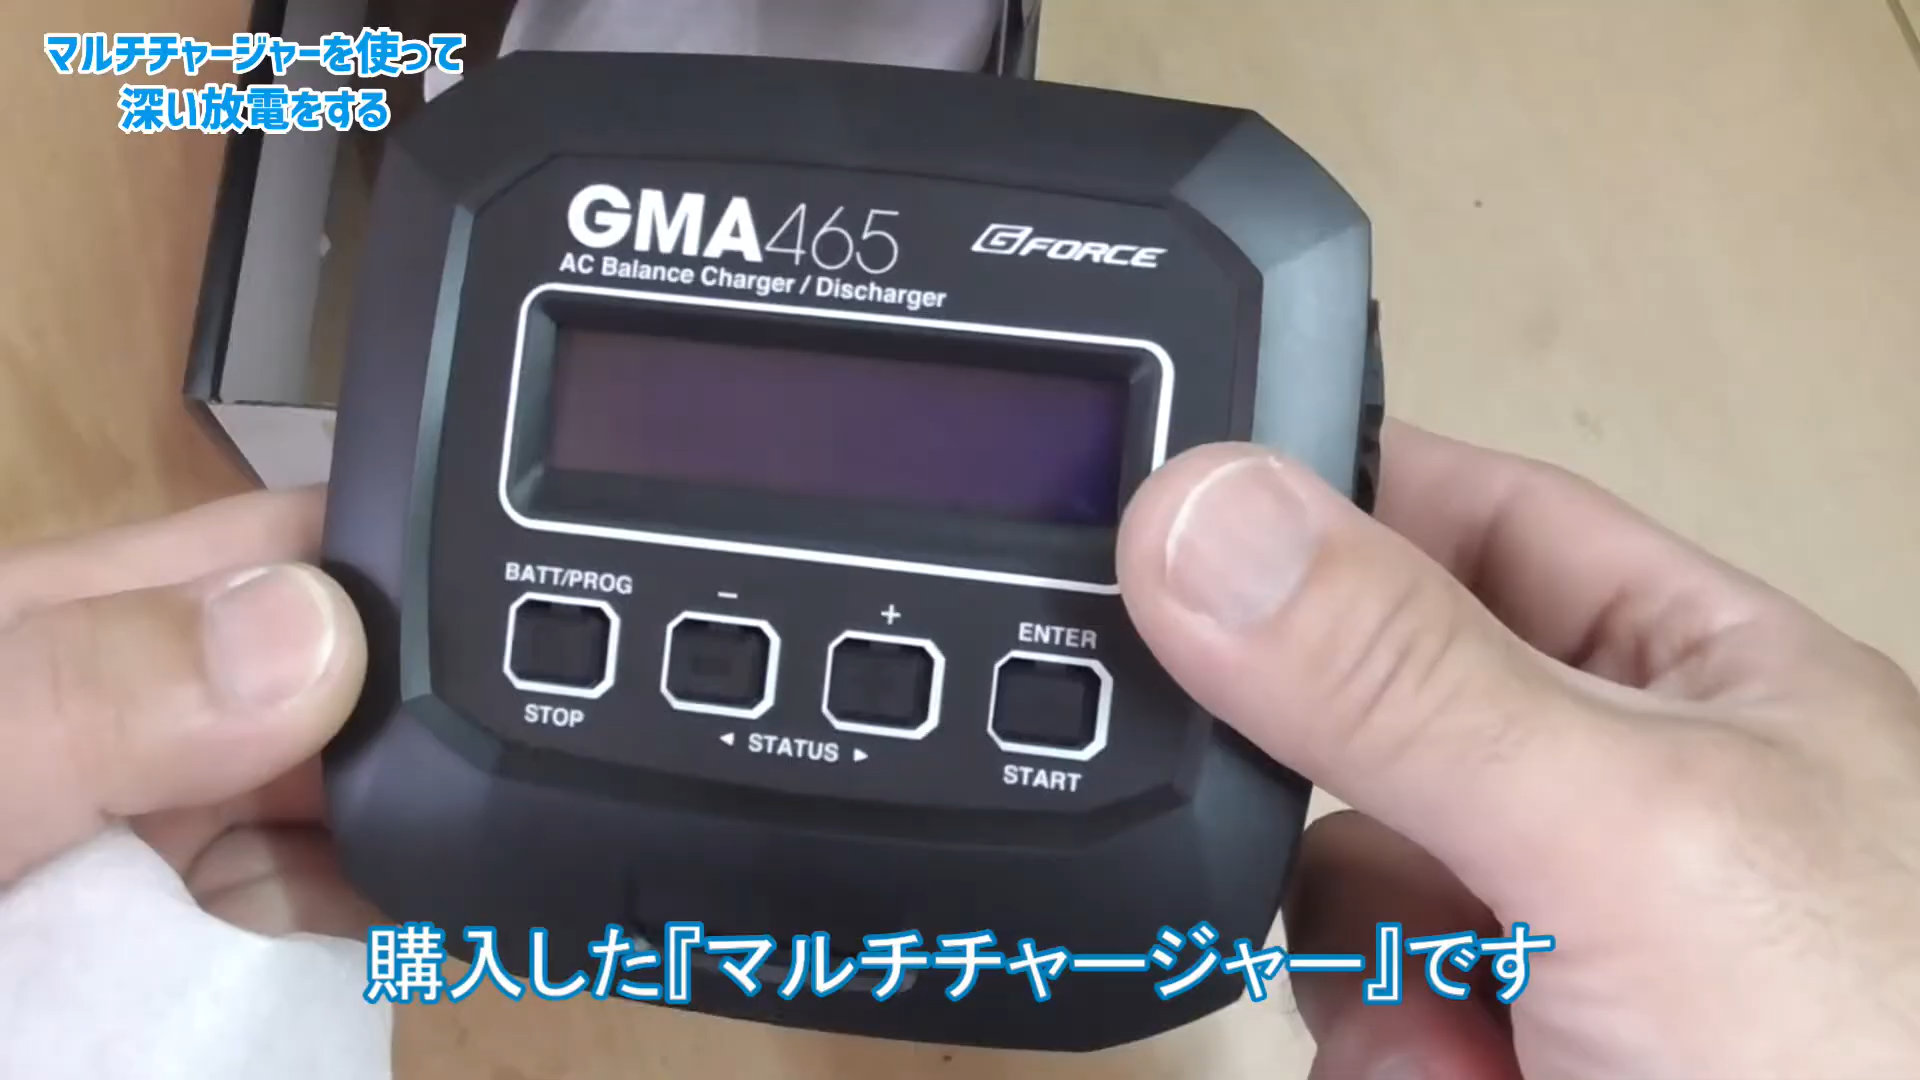 マルチチャージャーを使って
深い放電をする
GMA465
GFORCE
AC Balance Charger / Discharger
BATT/PROG
−
+
ENTER
STOP
◄ STATUS ►
START
購入した『マルチチャージャー』です